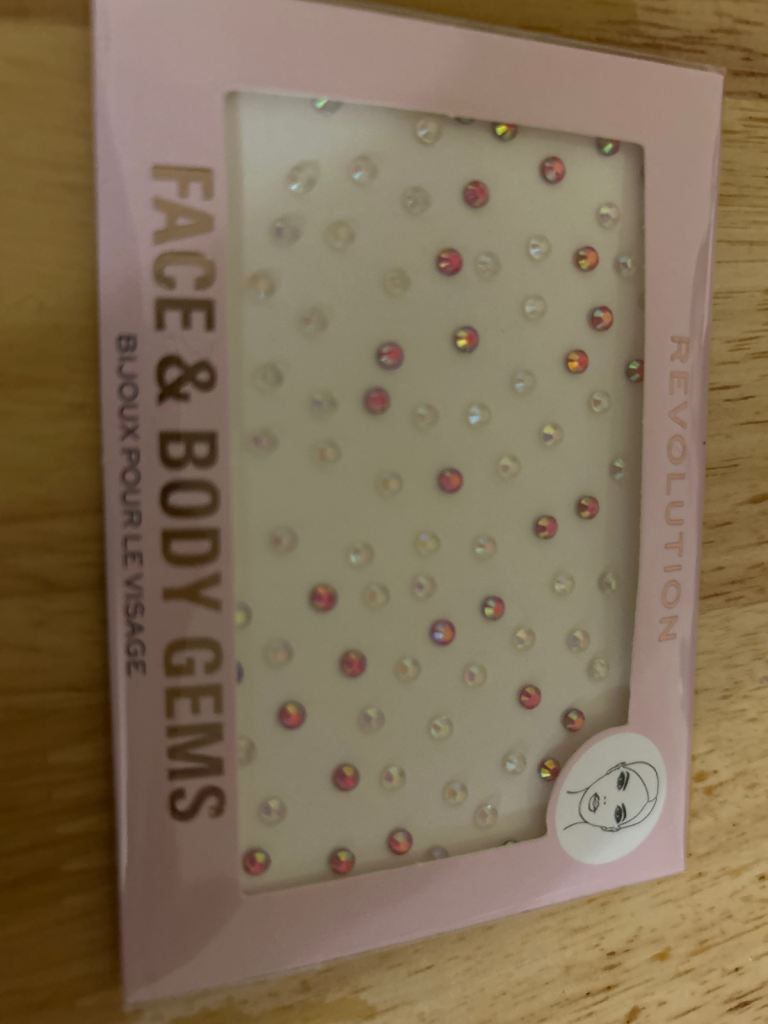 REVOLUTION
FACE & BODY GEMS
BIJOUX POUR LE VISAGE